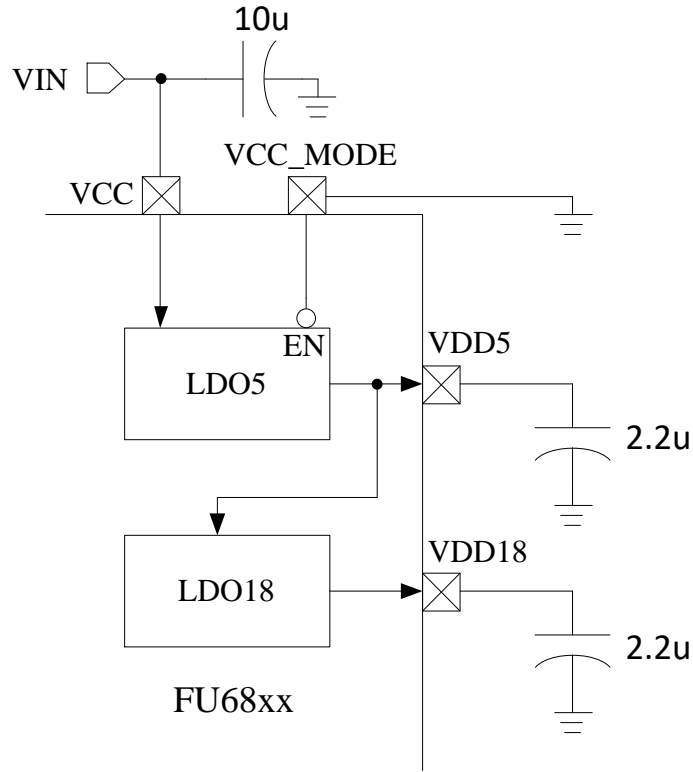 10u
VIN
VCC_MODE
VCC
EN
VDD5
LDO5
2.2u
VDD18
LDO18
2.2u
FU68xx